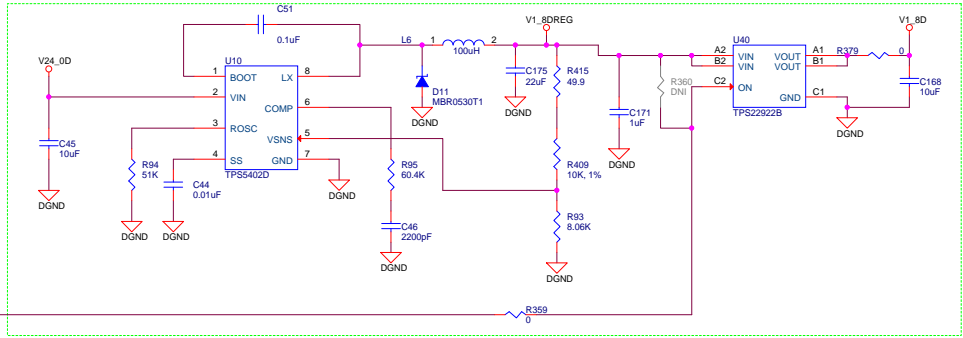 C51
0.1uF
V24_0D
U10
1 BOOT LX 8
2 VIN
COMP 6
3 ROSC
VSNS 5
4 SS GND 7
TPS5402D
C45
10uF
DGND
R94
51K
DGND
C44
0.01uF
DGND
DGND
R95
60.4K
C46
2200pF
DGND
L6 1 2
100uH
D11
MBR0530T1
DGND
V1_8DREG
C175
22uF
DGND
R415
49.9
R409
10K, 1%
R93
8.06K
DGND
C171
1uF
DGND
R360
DNI
U40
A2 VIN VOUT A1
B2 VIN VOUT B1
C2 ON
GND C1
TPS22922B
DGND
R379 0
V1_8D
C168
10uF
R359
0